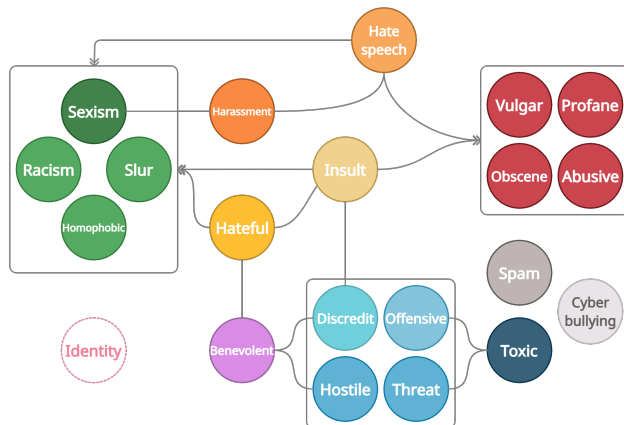 Hate
speech
Sexism
Harassment
Vulgar
Profane
Racism
Slur
Insult
Obscene
Abusive
Homophobic
Hateful
Spam
Cyber
bullying
Discredit
Offensive
Identity
Benevolent
Toxic
Hostile
Threat